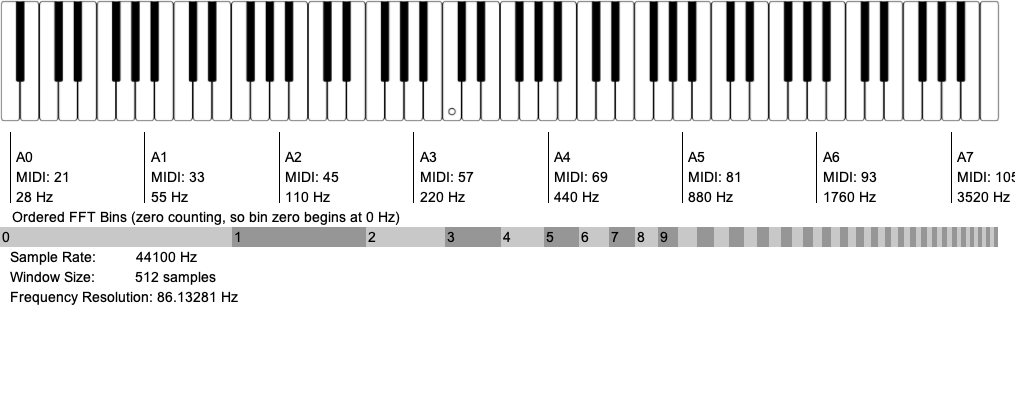 A0 A1 A2 A3 A4 A5 A6 A7
MIDI: 21 MIDI: 33 MIDI: 45 MIDI: 57 MIDI: 69 MIDI: 81 MIDI: 93 MIDI: 105
28 Hz 55 Hz 110 Hz 220 Hz 440 Hz 880 Hz 1760 Hz 3520 Hz
Ordered FFT Bins (zero counting, so bin zero begins at 0 Hz)
0 1 2 3 4 5 6 7 8 9
Sample Rate: 44100 Hz
Window Size: 512 samples
Frequency Resolution: 86.13281 Hz